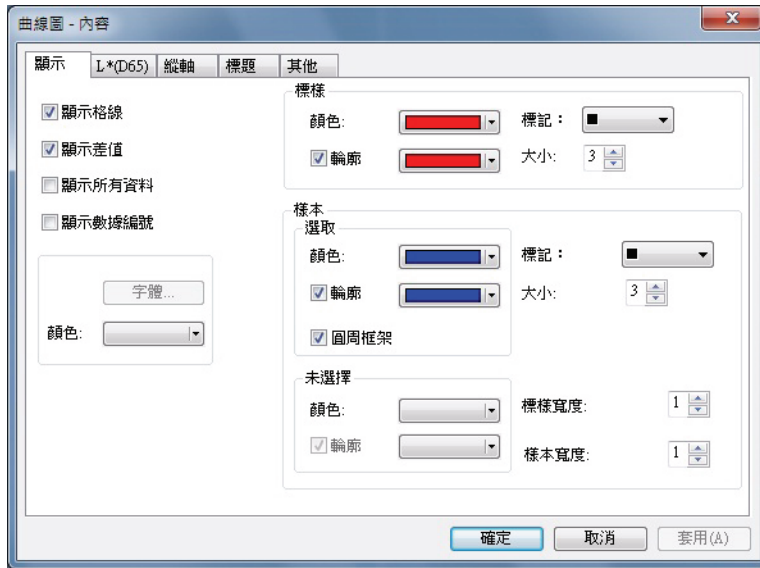 曲線圖 - 內容
顯示 L*(D65) 縱軸 標題 其他
顯示格線
顯示差值
顯示所有資料
顯示數據編號
字體...
顏色:
標樣
顏色: 標記：
輪廓 大小: 3
樣本
選取
顏色: 標記：
輪廓 大小: 3
圓周框架
未選擇
顏色: 標樣寬度: 1
輪廓 樣本寬度: 1
確定 取消 套用(A)